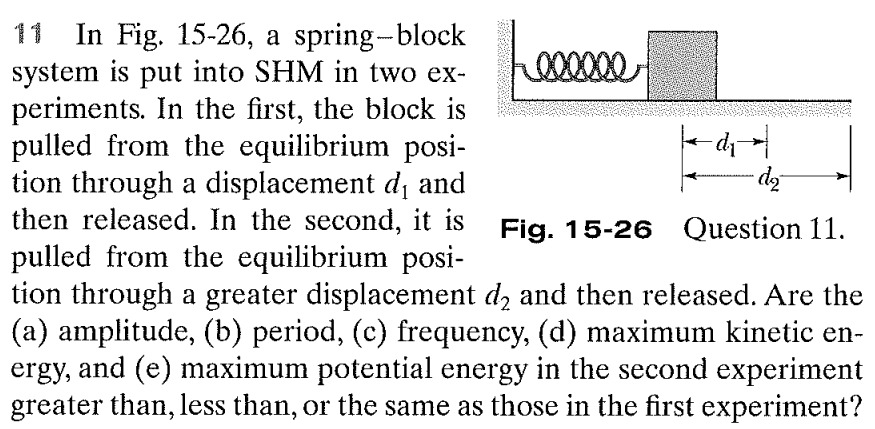 11 In Fig. 15-26, a spring–block
system is put into SHM in two ex-
periments. In the first, the block is
pulled from the equilibrium posi-
tion through a displacement d₁ and
then released. In the second, it is
pulled from the equilibrium posi-
tion through a greater displacement d₂ and then released. Are the
(a) amplitude, (b) period, (c) frequency, (d) maximum kinetic en-
ergy, and (e) maximum potential energy in the second experiment
greater than, less than, or the same as those in the first experiment?
d₁
d₂
Fig. 15-26 Question 11.